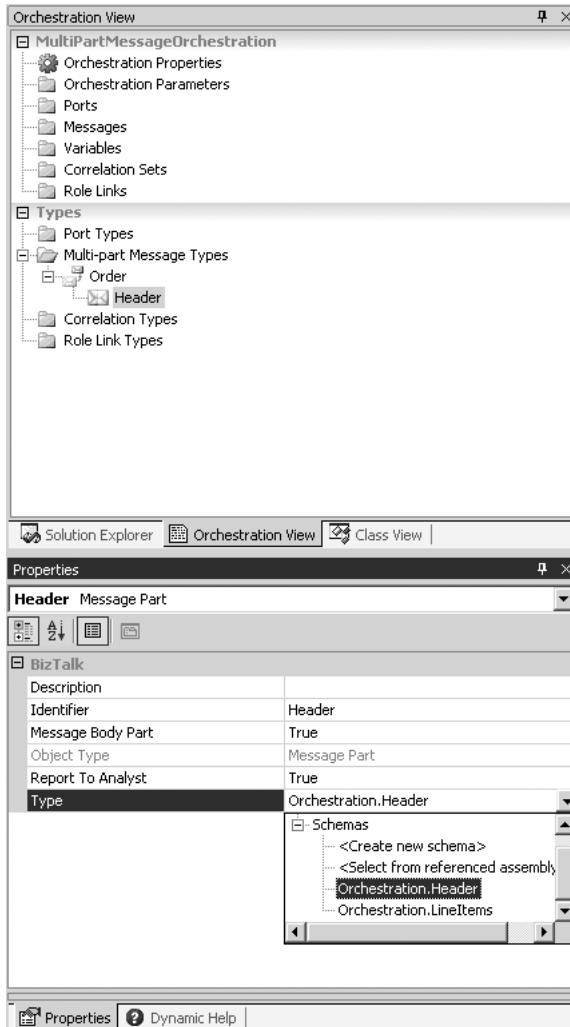 Orchestration View
MultiPartMessageOrchestration
Orchestration Properties
Orchestration Parameters
Ports
Messages
Variables
Correlation Sets
Role Links
Types
Port Types
Multi-part Message Types
Order
Header
Correlation Types
Role Link Types
Solution Explorer Orchestration View Class View
Properties
Header Message Part
BizTalk
Description
Identifier Header
Message Body Part True
Object Type Message Part
Report To Analyst True
Type Orchestration.Header
Schemas
<Create new schema>
<Select from referenced assembly
Orchestration.Header
Orchestration.LineItems
Properties Dynamic Help